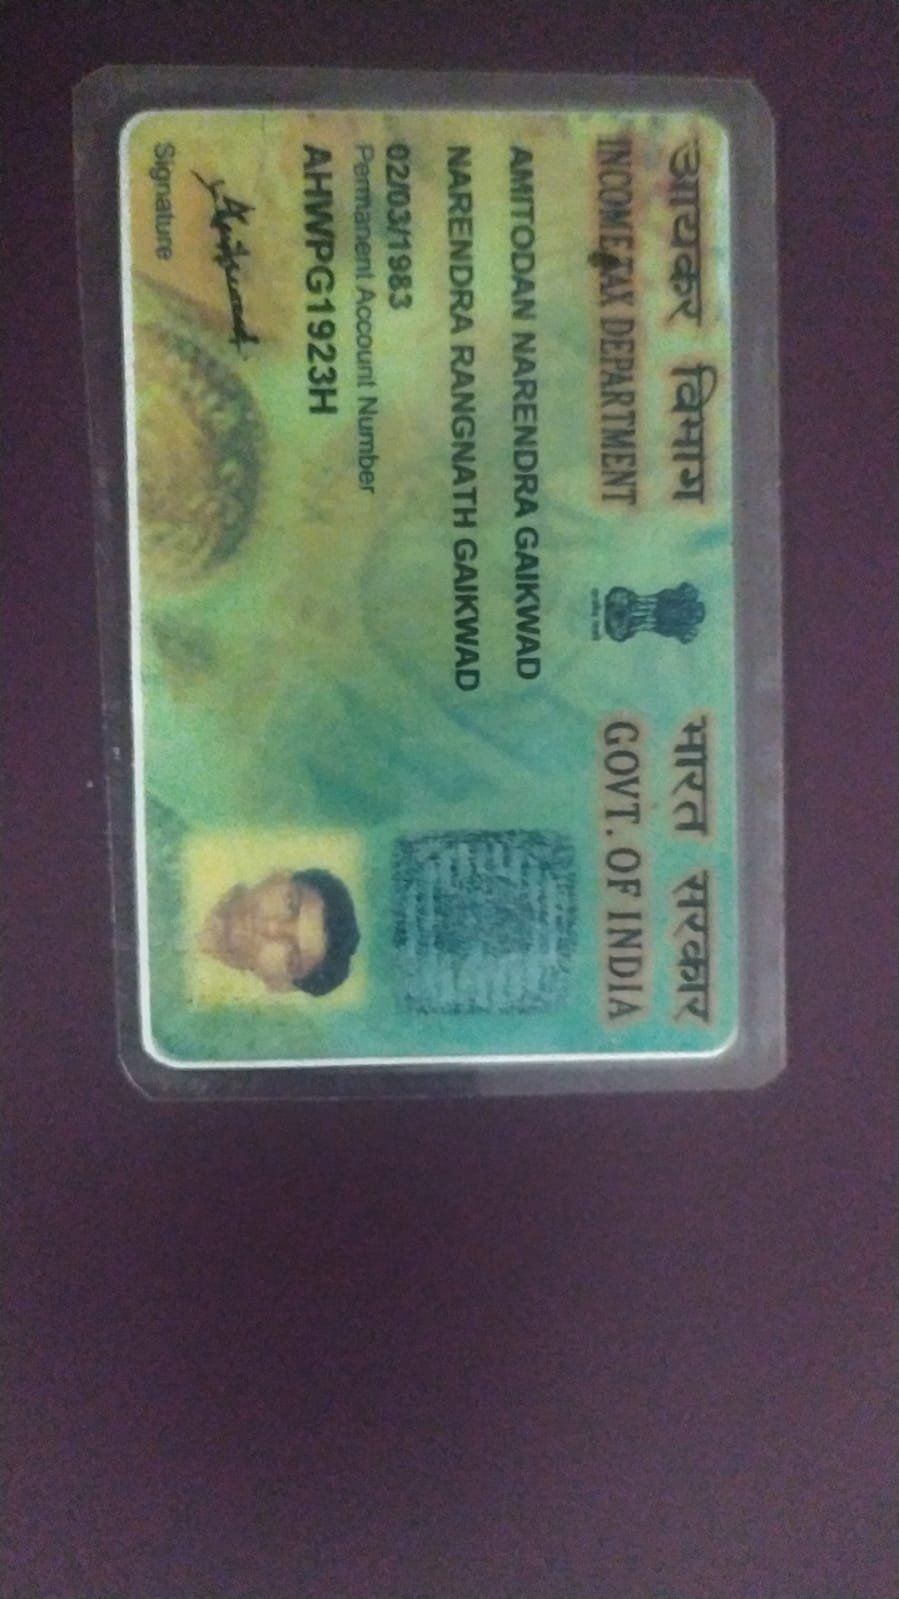 आयकर विभाग
INCOME TAX DEPARTMENT
भारत सरकार
GOVT. OF INDIA
AMITODAN NARENDRA GAIKWAD
NARENDRA RANGNATH GAIKWAD
02/03/1983
Permanent Account Number
AHWPG1923H
Signature